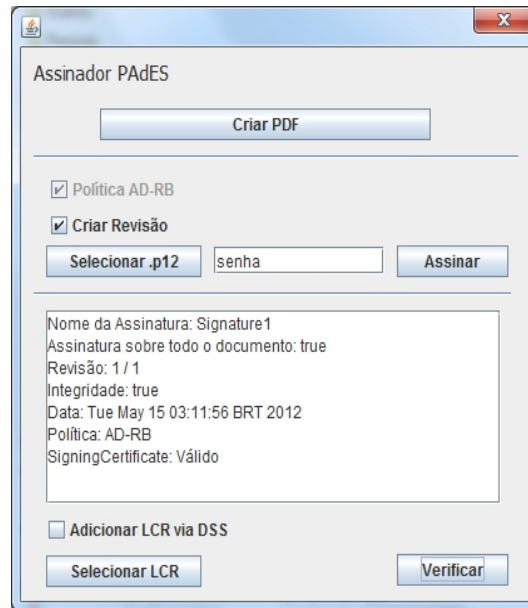 Assinador PAdES
Criar PDF
Política AD-RB
Criar Revisão
Selecionar .p12 senha Assinar
Nome da Assinatura: Signature1
Assinatura sobre todo o documento: true
Revisão: 1 / 1
Integridade: true
Data: Tue May 15 03:11:56 BRT 2012
Política: AD-RB
SigningCertificate: Válido
Adicionar LCR via DSS
Selecionar LCR Verificar